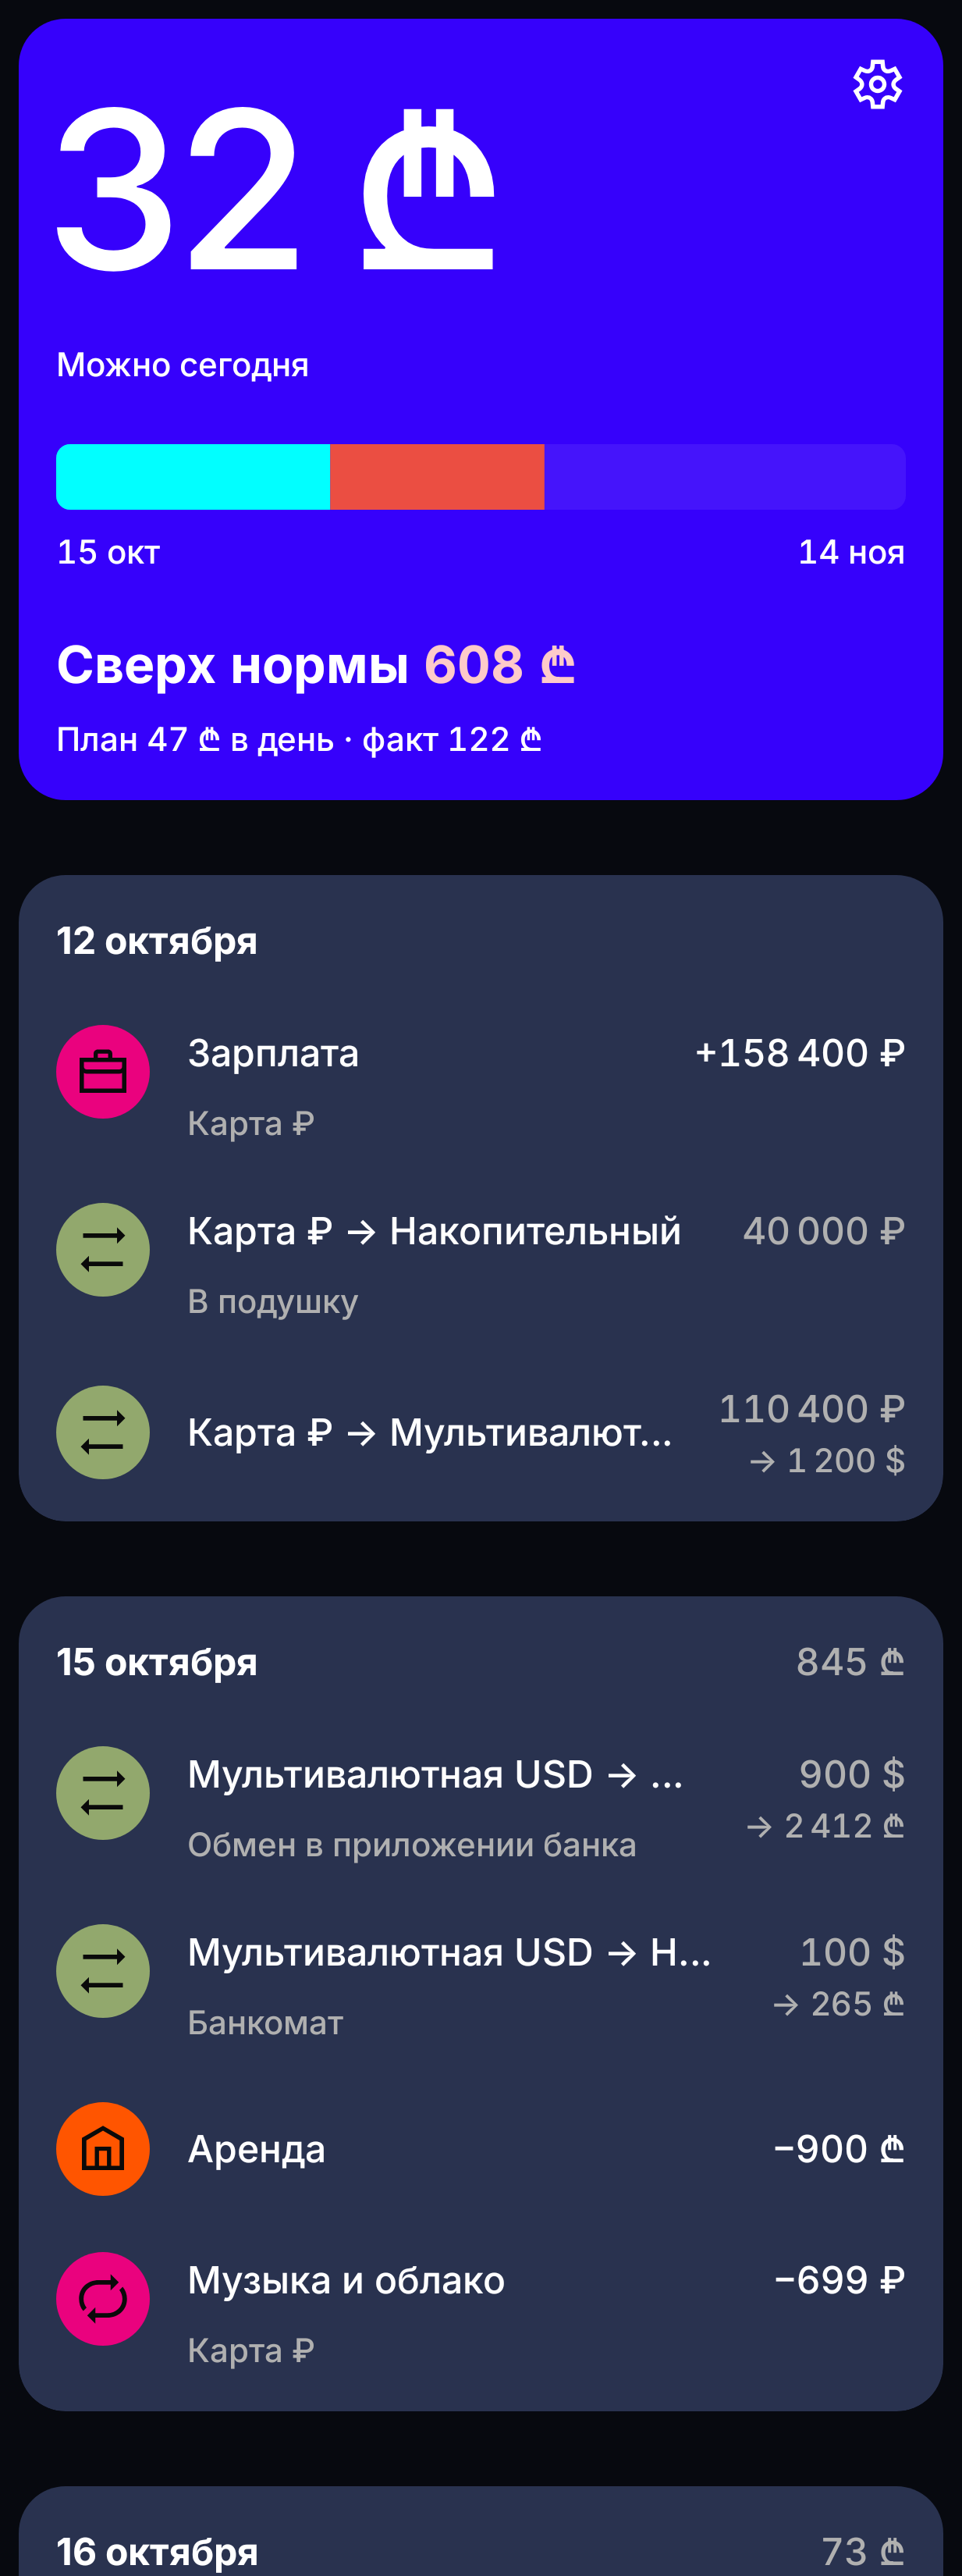 32 ₾
Можно сегодня
15 окт
14 ноя
Сверх нормы 608 ₾
План 47 ₾ в день · факт 122 ₾
12 октября
Зарплата
+158 400 ₽
Карта ₽
Карта ₽ → Накопительный
40 000 ₽
В подушку
Карта ₽ → Мультивалют...
110 400 ₽
→ 1 200 $
15 октября
845 ₾
Мультивалютная USD → ...
900 $
→ 2 412 ₾
Обмен в приложении банка
Мультивалютная USD → Н...
100 $
→ 265 ₾
Банкомат
Аренда
−900 ₾
Музыка и облако
−699 ₽
Карта ₽
16 октября
73 ₾